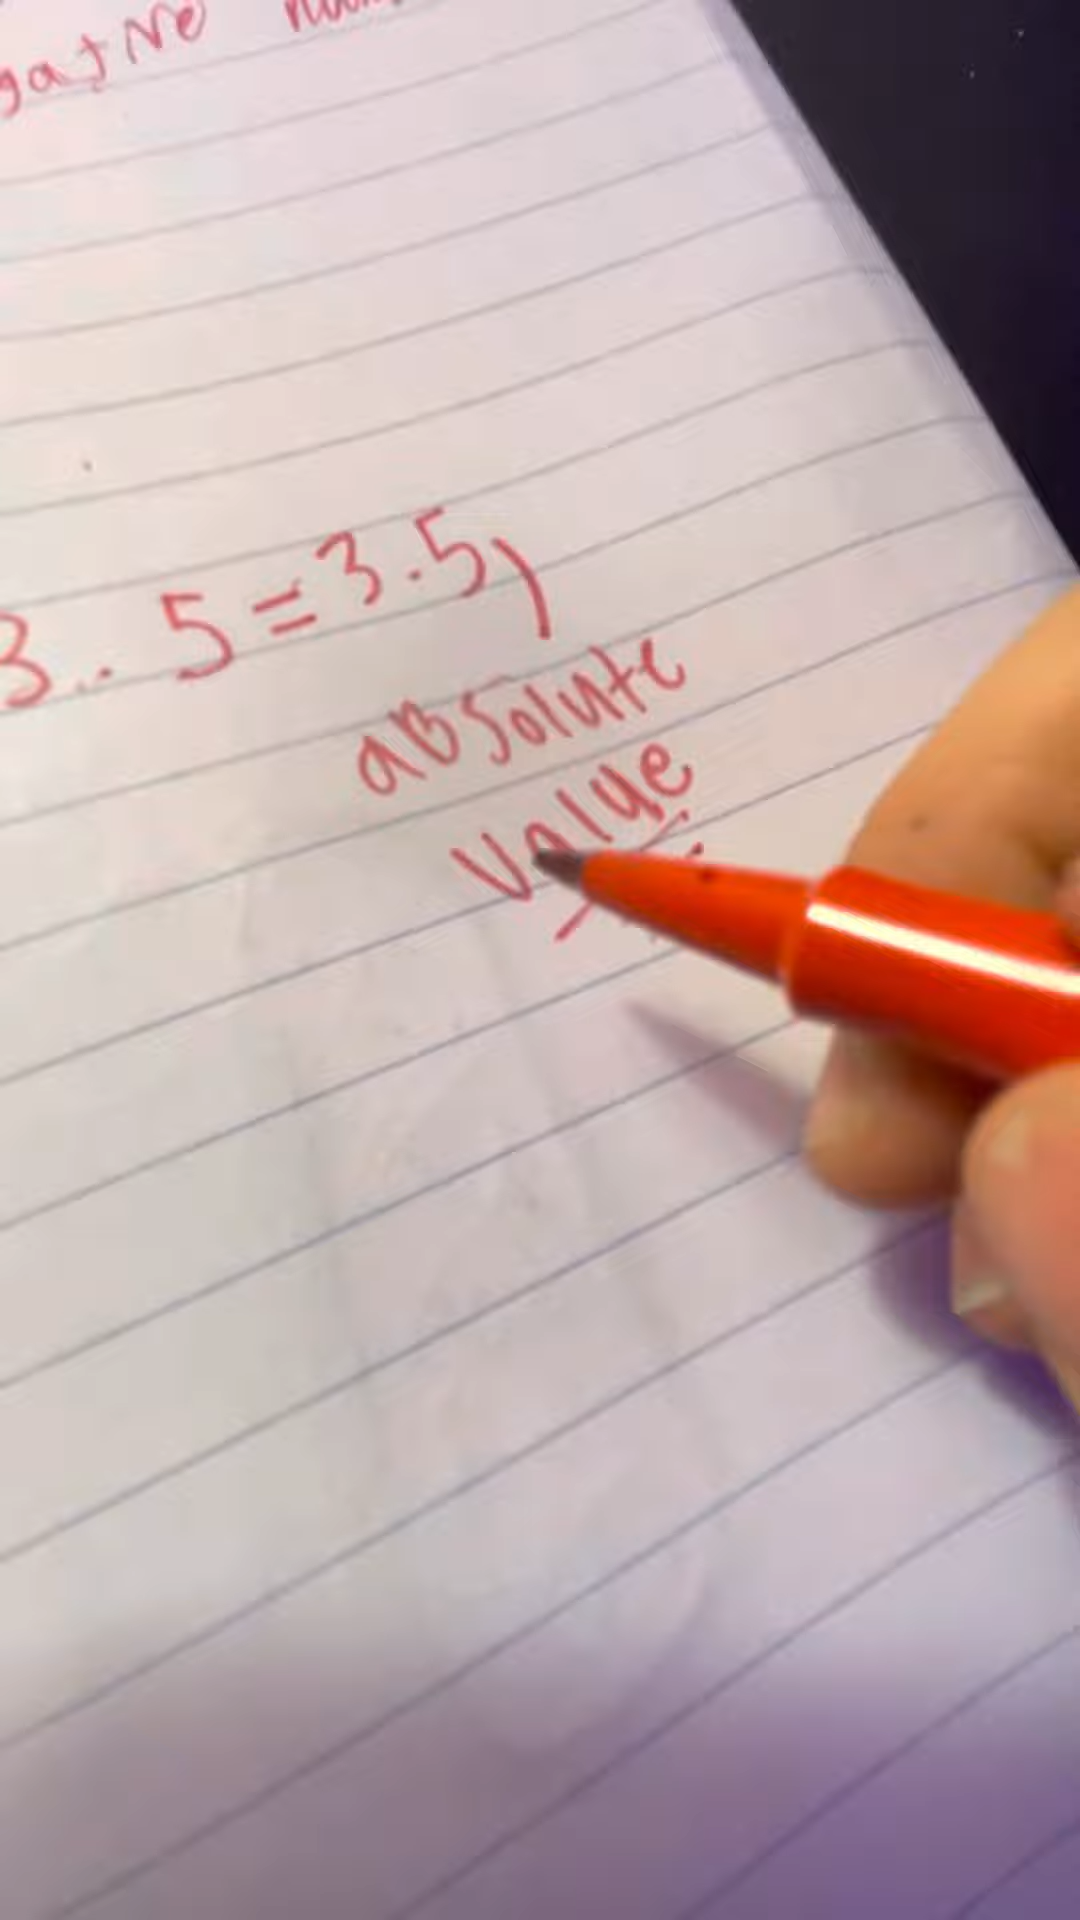 3.. 5 = 3.5,
absolute
value